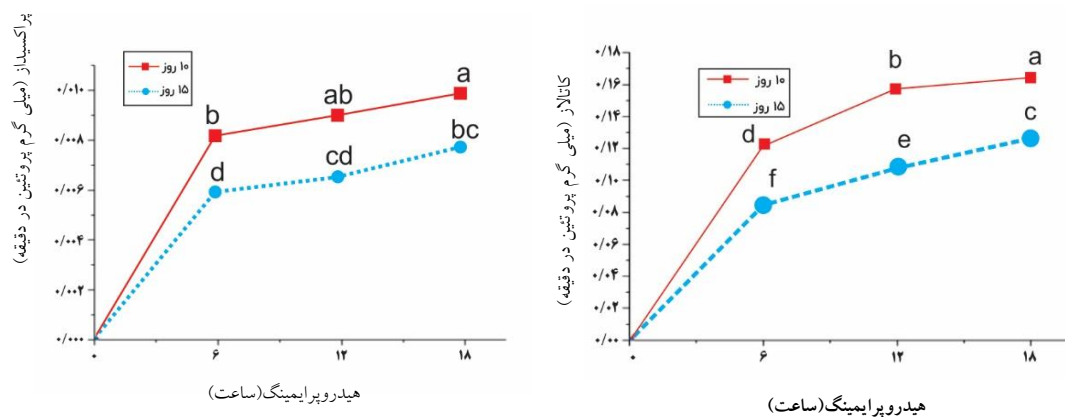 پراکسیداز (میلی گرم پروتئین در دقیقه)
۱۰ روز
۱۵ روز
۰/۰۱۰
۰/۰۰۸
۰/۰۰۶
۰/۰۰۴
۰/۰۰۲
۰/۰۰۰
b
ab
a
d
cd
bc
۰
۶
۱۲
۱۸
هیدروپرایمینگ(ساعت)
کاتالاز (میلی گرم پروتئین در دقیقه)
۱۰ روز
۱۵ روز
۰/۱۸
۰/۱۶
۰/۱۴
۰/۱۲
۰/۱۰
۰/۰۸
۰/۰۶
۰/۰۴
۰/۰۲
۰/۰۰
d
b
a
f
e
c
۰
۶
۱۲
۱۸
هیدروپرایمینگ(ساعت)